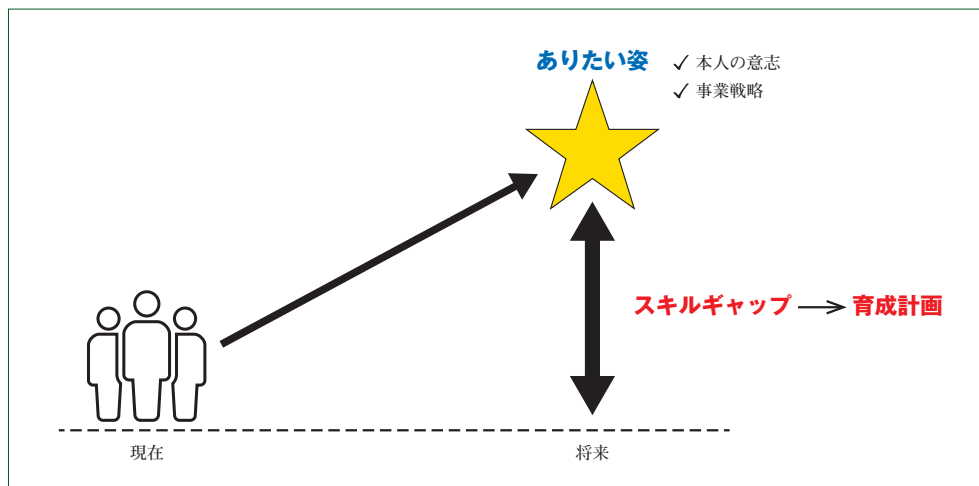 ありたい姿
✓ 本人の意志
✓ 事業戦略
スキルギャップ → 育成計画
現在
将来